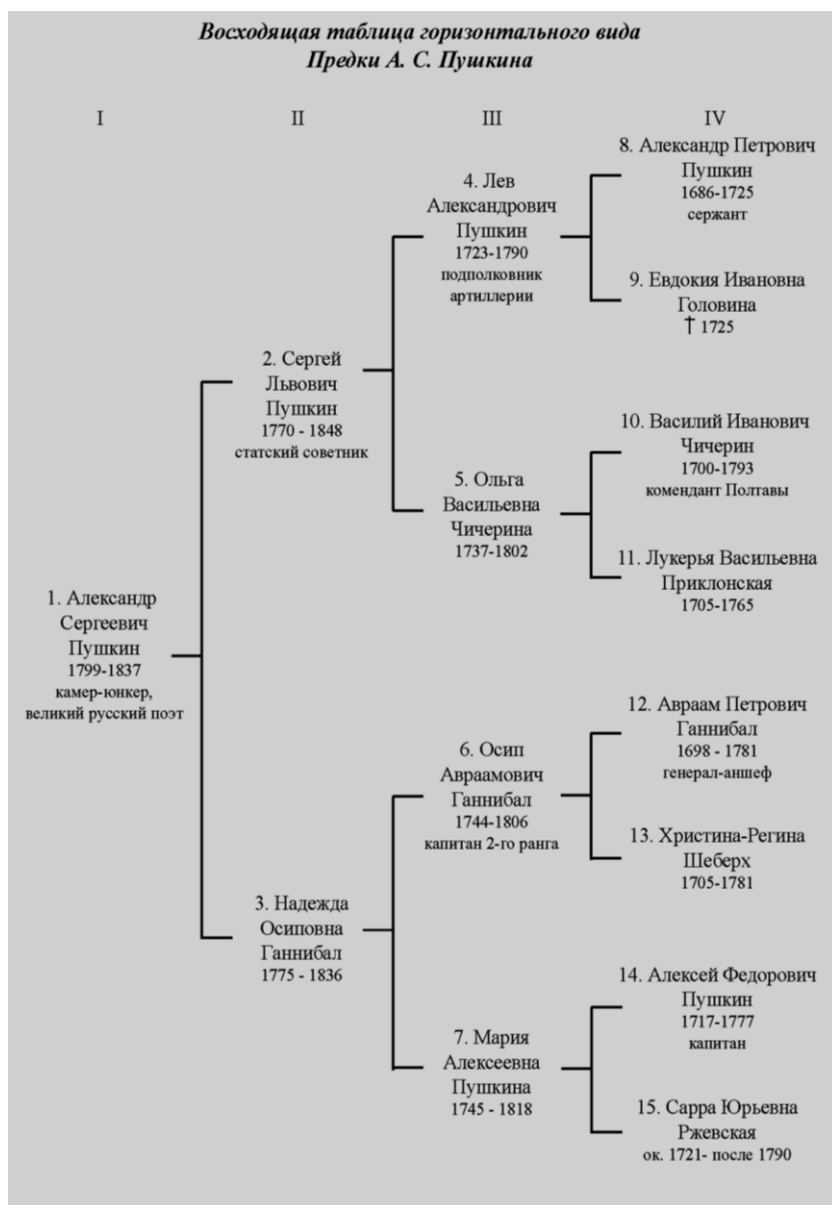 Восходящая таблица горизонтального вида
Предки А. С. Пушкина
I
II
III
IV
1. Александр
Сергеевич
Пушкин
1799-1837
камер-юнкер,
великий русский поэт
2. Сергей
Львович
Пушкин
1770 - 1848
статский советник
3. Надежда
Осиповна
Ганнибал
1775 - 1836
4. Лев
Александрович
Пушкин
1723-1790
подполковник
артиллерии
5. Ольга
Васильевна
Чичерина
1737-1802
6. Осип
Авраамович
Ганнибал
1744-1806
капитан 2-го ранга
7. Мария
Алексеевна
Пушкина
1745 - 1818
8. Александр Петрович
Пушкин
1686-1725
сержант
9. Евдокия Ивановна
Головина
† 1725
10. Василий Иванович
Чичерин
1700-1793
комендант Полтавы
11. Лукерья Васильевна
Приклонская
1705-1765
12. Авраам Петрович
Ганнибал
1698 - 1781
генерал-аншеф
13. Христина-Регина
Шеберх
1705-1781
14. Алексей Федорович
Пушкин
1717-1777
капитан
15. Сарра Юрьевна
Ржевская
ок. 1721- после 1790